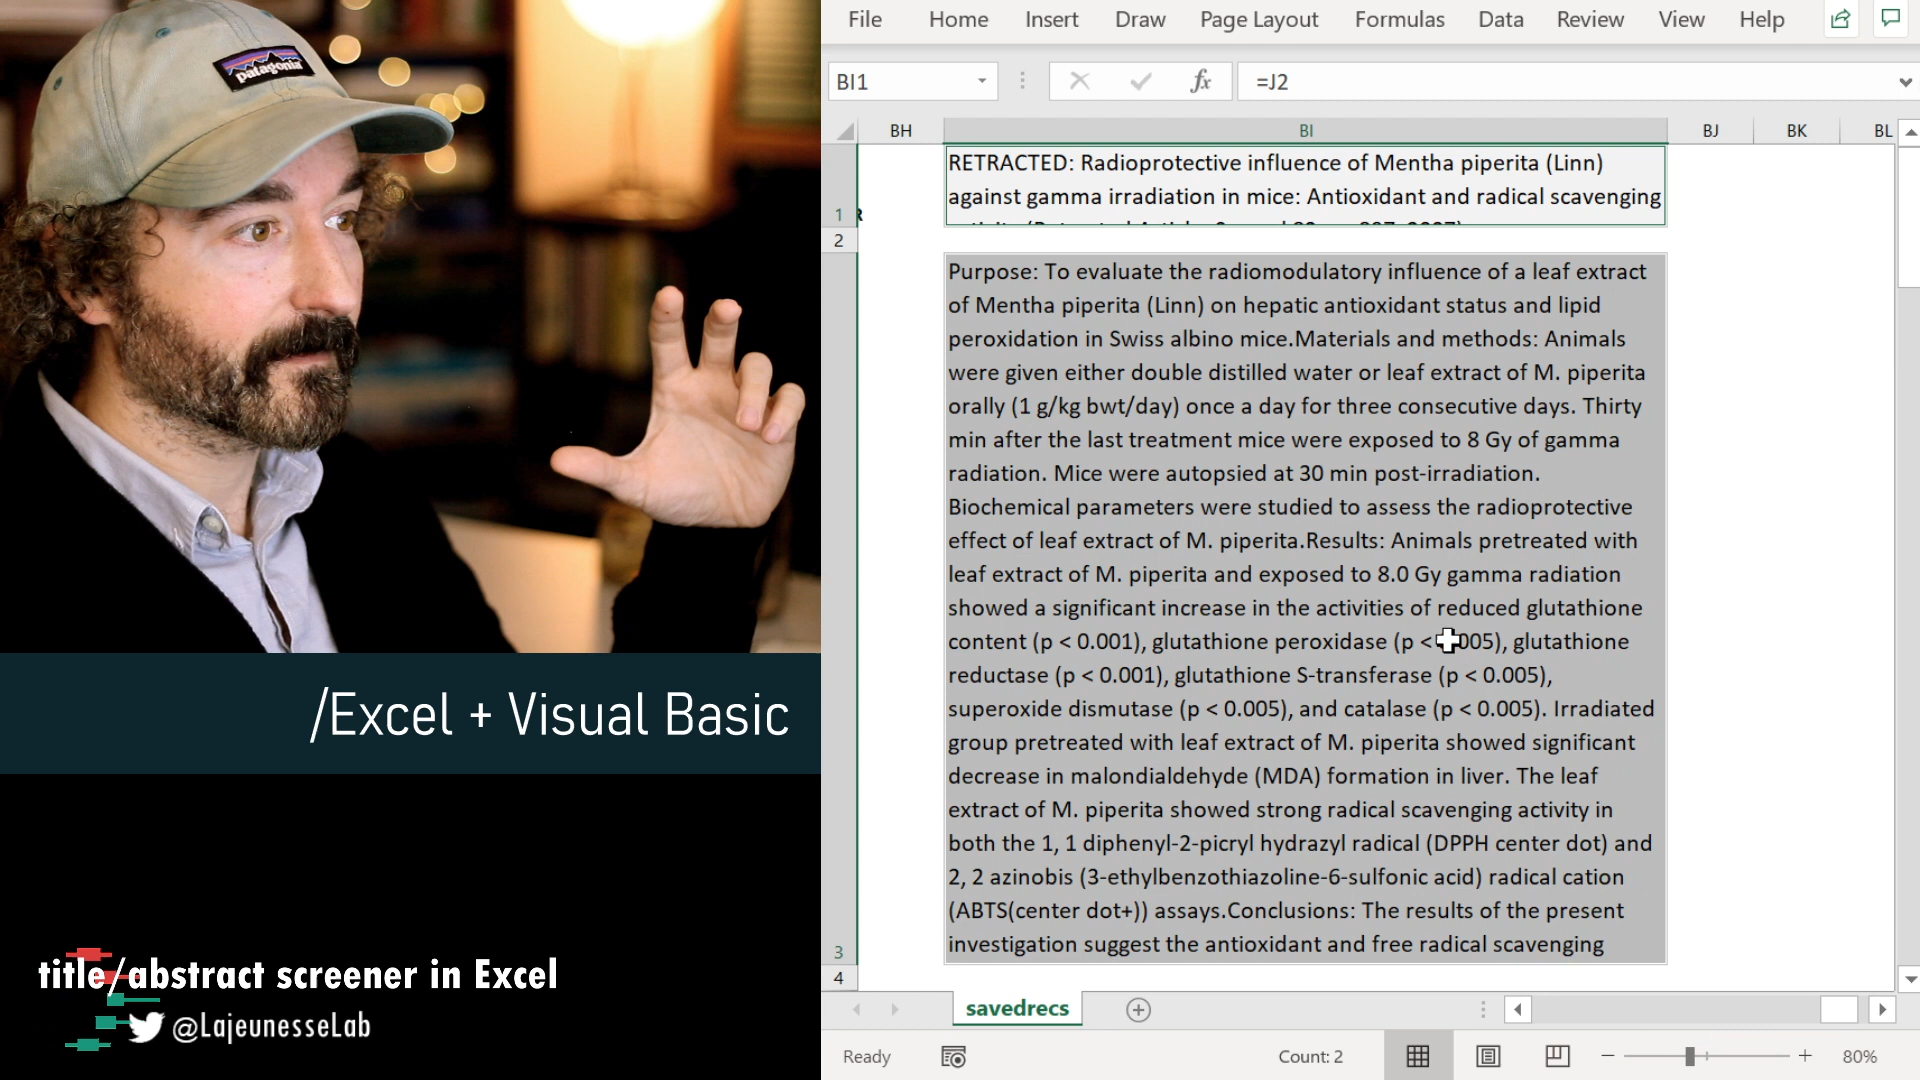 patagonia
/Excel + Visual Basic
title/abstract screener in Excel
@LajeunesseLab
File Home Insert Draw Page Layout Formulas Data Review View Help
BI1 fx =J2
BH BI BJ BK BL
1
RETRACTED: Radioprotective influence of Mentha piperita (Linn)
against gamma irradiation in mice: Antioxidant and radical scavenging
2
Purpose: To evaluate the radiomodulatory influence of a leaf extract
of Mentha piperita (Linn) on hepatic antioxidant status and lipid
peroxidation in Swiss albino mice.Materials and methods: Animals
were given either double distilled water or leaf extract of M. piperita
orally (1 g/kg bwt/day) once a day for three consecutive days. Thirty
min after the last treatment mice were exposed to 8 Gy of gamma
radiation. Mice were autopsied at 30 min post-irradiation.
Biochemical parameters were studied to assess the radioprotective
effect of leaf extract of M. piperita.Results: Animals pretreated with
leaf extract of M. piperita and exposed to 8.0 Gy gamma radiation
showed a significant increase in the activities of reduced glutathione
content (p < 0.001), glutathione peroxidase (p < 005), glutathione
reductase (p < 0.001), glutathione S-transferase (p < 0.005),
superoxide dismutase (p < 0.005), and catalase (p < 0.005). Irradiated
group pretreated with leaf extract of M. piperita showed significant
decrease in malondialdehyde (MDA) formation in liver. The leaf
extract of M. piperita showed strong radical scavenging activity in
both the 1, 1 diphenyl-2-picryl hydrazyl radical (DPPH center dot) and
2, 2 azinobis (3-ethylbenzothiazoline-6-sulfonic acid) radical cation
(ABTS(center dot+)) assays.Conclusions: The results of the present
investigation suggest the antioxidant and free radical scavenging
3
4
savedrecs
Ready Count: 2 80%